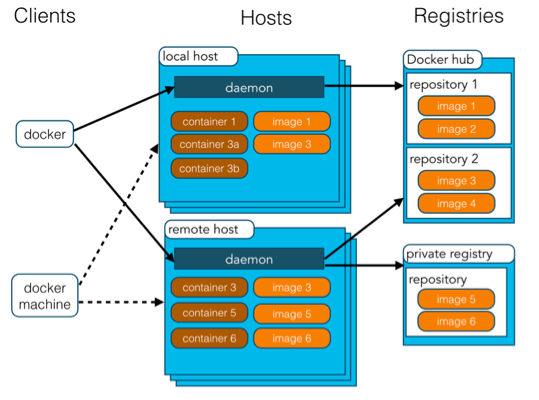 Clients
Hosts
Registries
local host
daemon
container 1
image 1
container 3a
image 3
container 3b
docker
docker
machine
remote host
daemon
container 3
image 3
container 5
image 5
container 6
image 6
Docker hub
repository 1
image 1
image 2
repository 2
image 3
image 4
private registry
repository
image 5
image 6